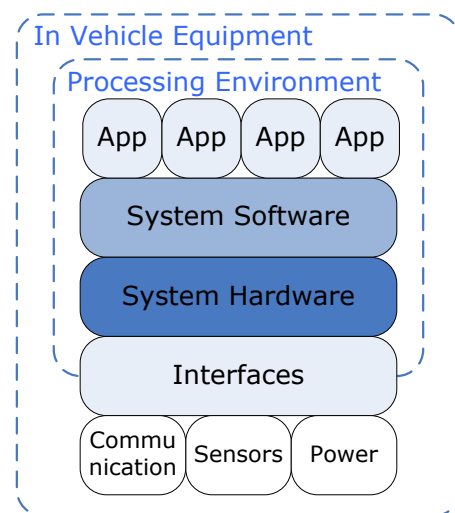 In Vehicle Equipment
Processing Environment
App App App App
System Software
System Hardware
Interfaces
Commu
nication
Sensors
Power